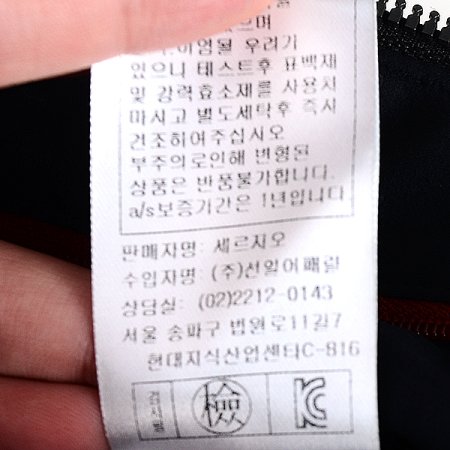 으며
이염될 우려가
있으니 테스트후 표백재
및 강력효소재를 사용치
마시고 별도세탁후 즉시
건조하여주십시오
부주의로인해 변형된
상품은 반품불가합니다.
a/s보증기간은 1년입니다
판매자명: 세르지오
수입자명: (주)선일어패럴
상담실: (02)2212-0143
서울 송파구 법원로11길7
현대지식산업센타C-816
檢